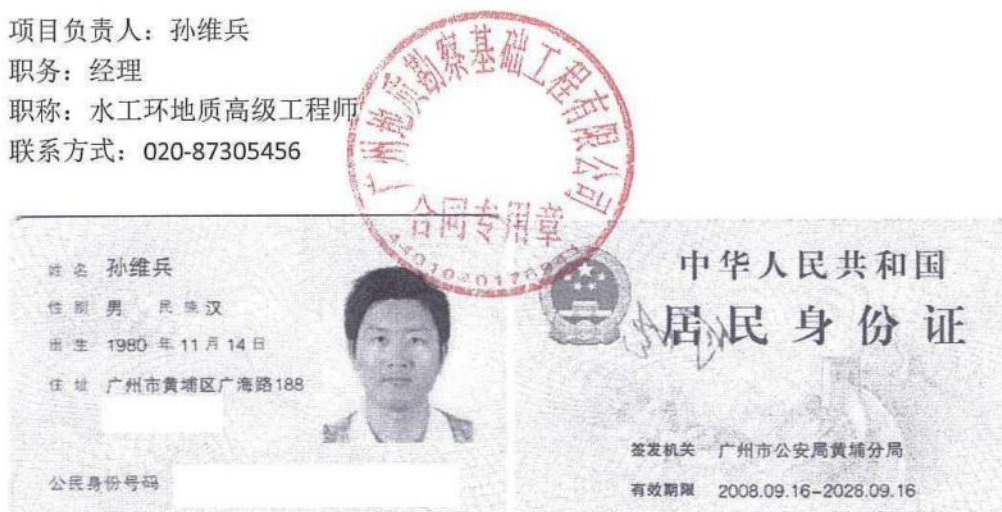 项目负责人：孙维兵
职务：经理
职称：水工环地质高级工程师
联系方式：020-87305456
广州地质勘察基础工程有限公司
合同专用章
姓名 孙维兵
性别 男 民族 汉
出生 1980 年 11 月 14 日
住址 广州市黄埔区广海路188
公民身份号码
中华人民共和国
居民身份证
签发机关 广州市公安局黄埔分局
有效期限 2008.09.16-2028.09.16